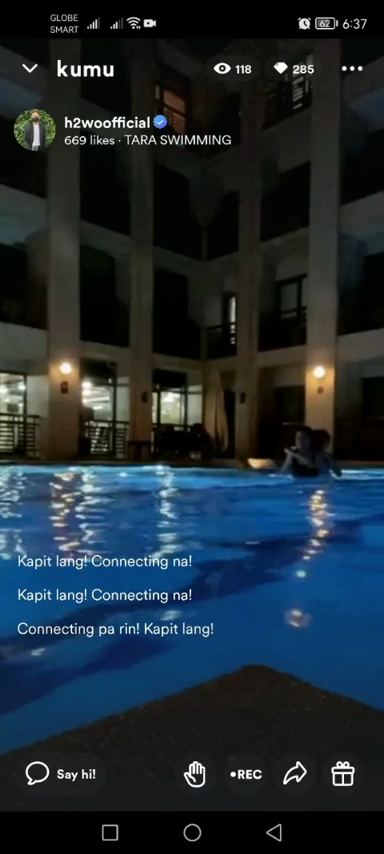 GLOBE
SMART
62 6:37
kumu
118 285
h2woofficial
669 likes · TARA SWIMMING
Kapit lang! Connecting na!
Kapit lang! Connecting na!
Connecting pa rin! Kapit lang!
Say hi! •REC